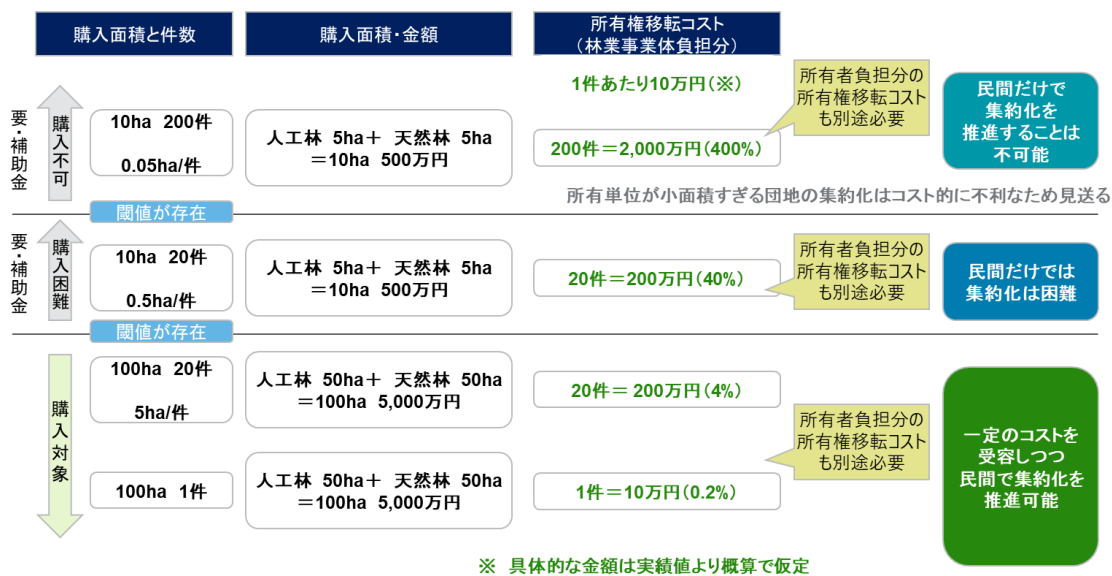 購入面積と件数
購入面積・金額
所有権移転コスト
（林業事業体負担分）
要・補助金
購入不可
10ha 200件
0.05ha/件
人工林 5ha＋ 天然林 5ha
＝10ha 500万円
1件あたり10万円（※）
200件＝2,000万円（400%）
所有者負担分の
所有権移転コスト
も別途必要
民間だけで
集約化を
推進することは
不可能
所有単位が小面積すぎる団地の集約化はコスト的に不利なため見送る
閾値が存在
要・補助金
購入困難
10ha 20件
0.5ha/件
人工林 5ha＋ 天然林 5ha
＝10ha 500万円
20件＝200万円（40%）
所有者負担分の
所有権移転コスト
も別途必要
民間だけでは
集約化は困難
閾値が存在
購入対象
100ha 20件
5ha/件
人工林 50ha＋ 天然林 50ha
＝100ha 5,000万円
20件＝ 200万円（4%）
100ha 1件
人工林 50ha＋ 天然林 50ha
＝100ha 5,000万円
1件＝10万円（0.2%）
所有者負担分の
所有権移転コスト
も別途必要
一定のコストを
受容しつつ
民間で集約化を
推進可能
※ 具体的な金額は実績値より概算で仮定